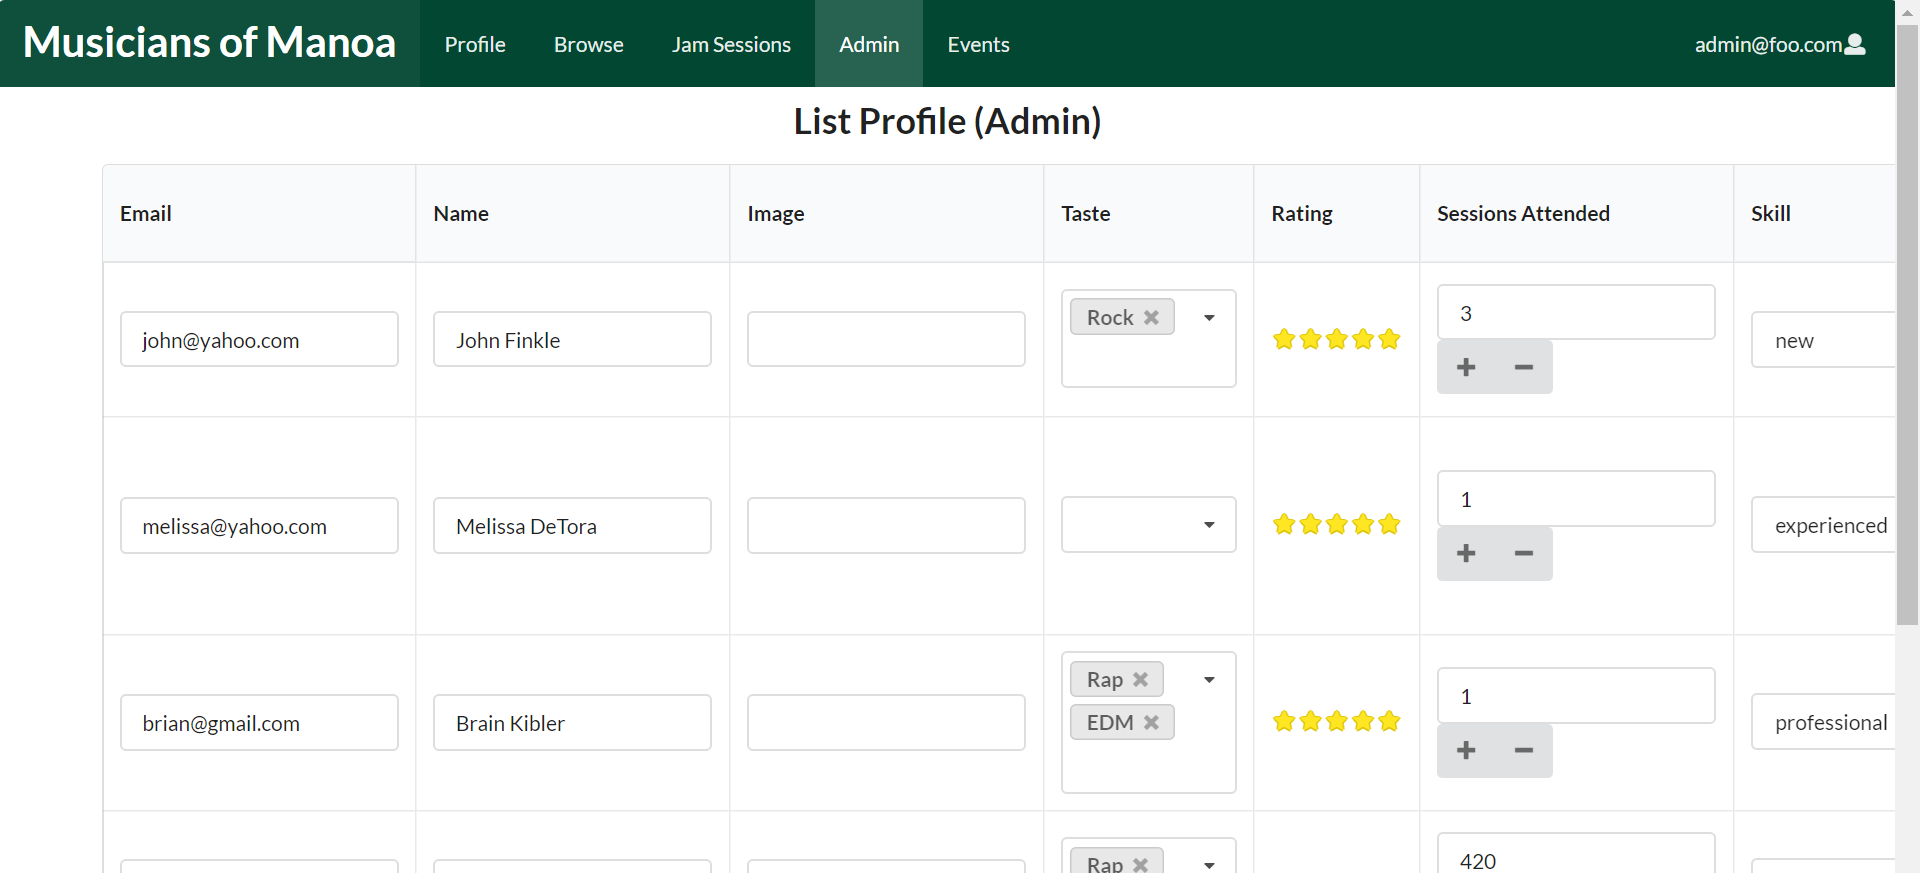 Musicians of Manoa Profile Browse Jam Sessions Admin Events admin@foo.com
List Profile (Admin)
Email Name Image Taste Rating Sessions Attended Skill
john@yahoo.com John Finkle Rock 3 new
melissa@yahoo.com Melissa DeTora 1 experienced
brian@gmail.com Brain Kibler Rap 1 professional
EDM
Rap 420